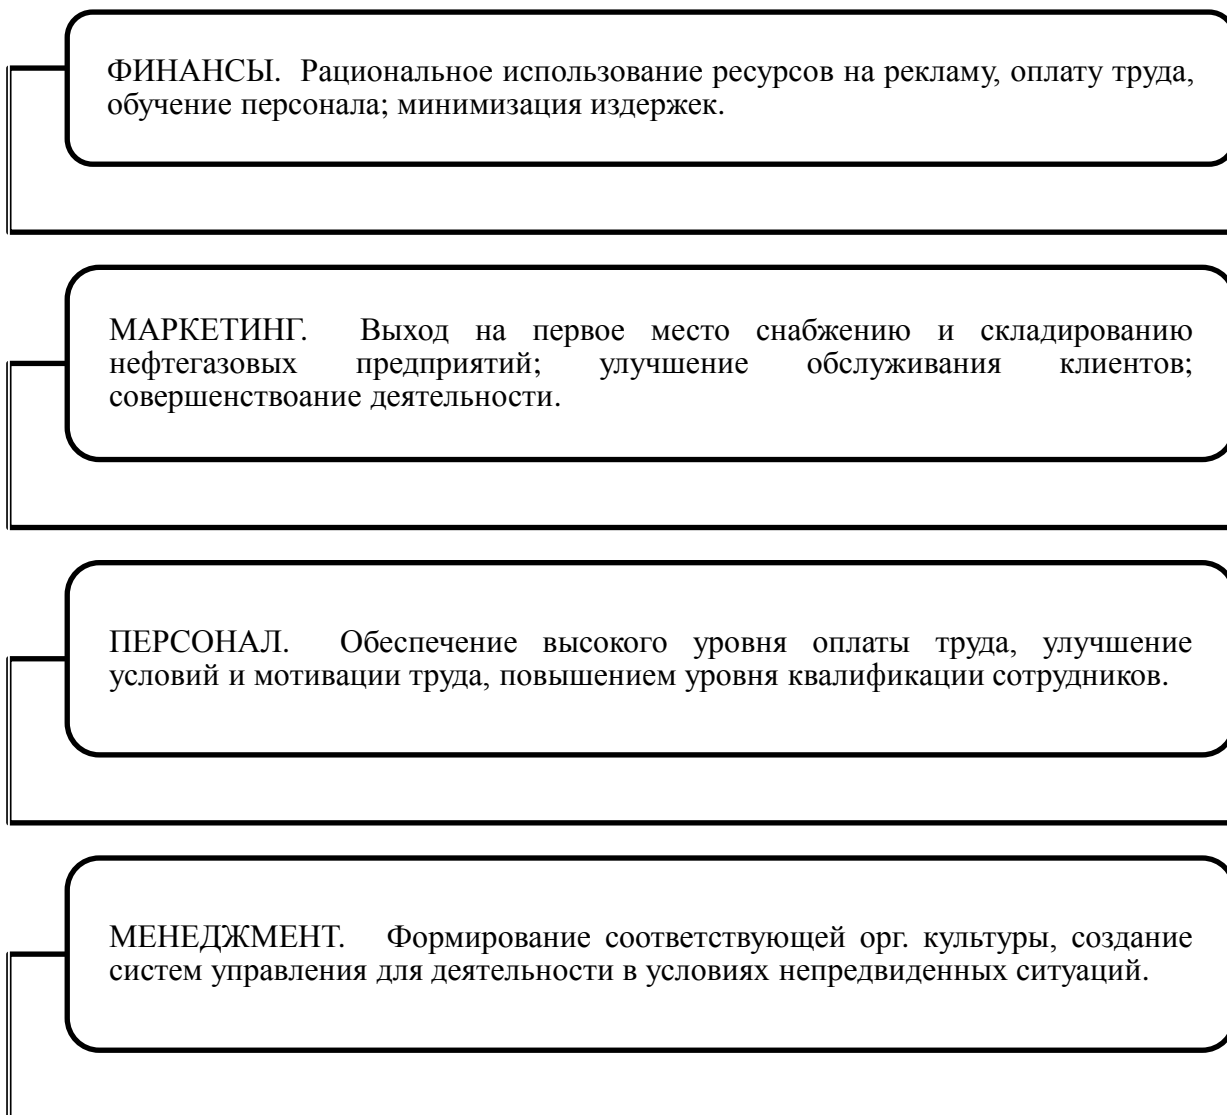 ФИНАНСЫ. Рациональное использование ресурсов на рекламу, оплату труда,
обучение персонала; минимизация издержек.
МАРКЕТИНГ. Выход на первое место снабжению и складированию
нефтегазовых предприятий; улучшение обслуживания клиентов;
совершенствоание деятельности.
ПЕРСОНАЛ. Обеспечение высокого уровня оплаты труда, улучшение
условий и мотивации труда, повышением уровня квалификации сотрудников.
МЕНЕДЖМЕНТ. Формирование соответствующей орг. культуры, создание
систем управления для деятельности в условиях непредвиденных ситуаций.